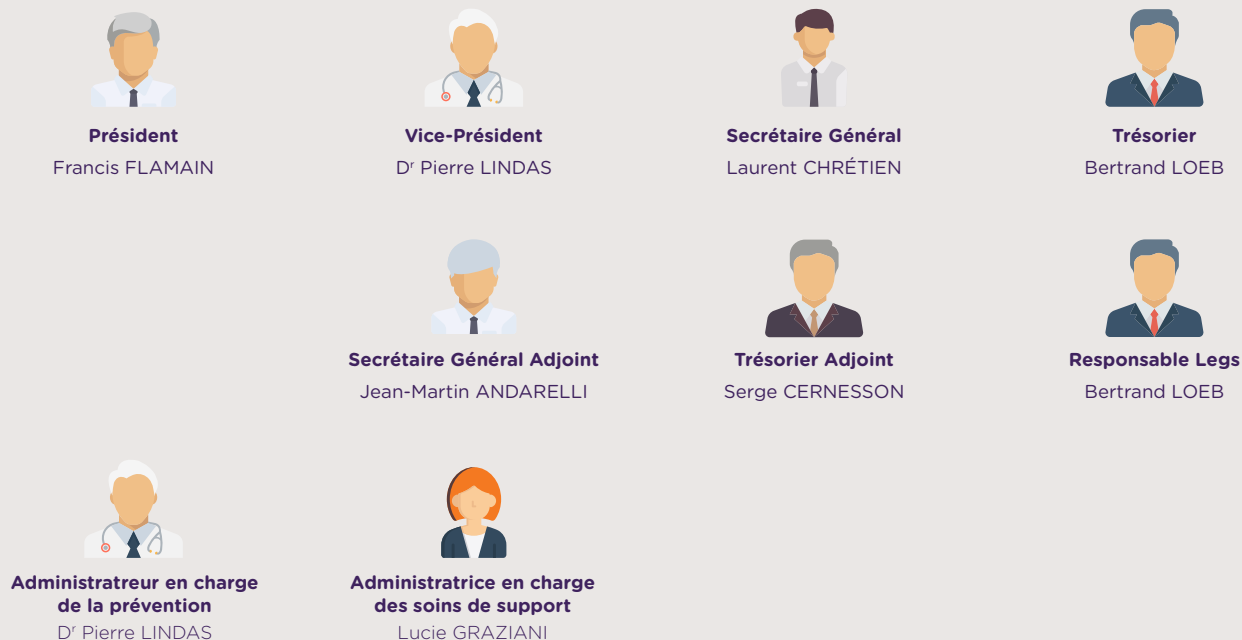 Président
Francis FLAMAIN
Vice-Président
Dʳ Pierre LINDAS
Secrétaire Général
Laurent CHRÉTIEN
Trésorier
Bertrand LOEB
Secrétaire Général Adjoint
Jean-Martin ANDARELLI
Trésorier Adjoint
Serge CERNESSON
Responsable Legs
Bertrand LOEB
Administratreur en charge
de la prévention
Dʳ Pierre LINDAS
Administratrice en charge
des soins de support
Lucie GRAZIANI